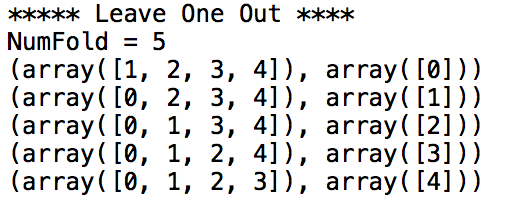 ***** Leave One Out ****
NumFold = 5
(array([1, 2, 3, 4]), array([0]))
(array([0, 2, 3, 4]), array([1]))
(array([0, 1, 3, 4]), array([2]))
(array([0, 1, 2, 4]), array([3]))
(array([0, 1, 2, 3]), array([4]))